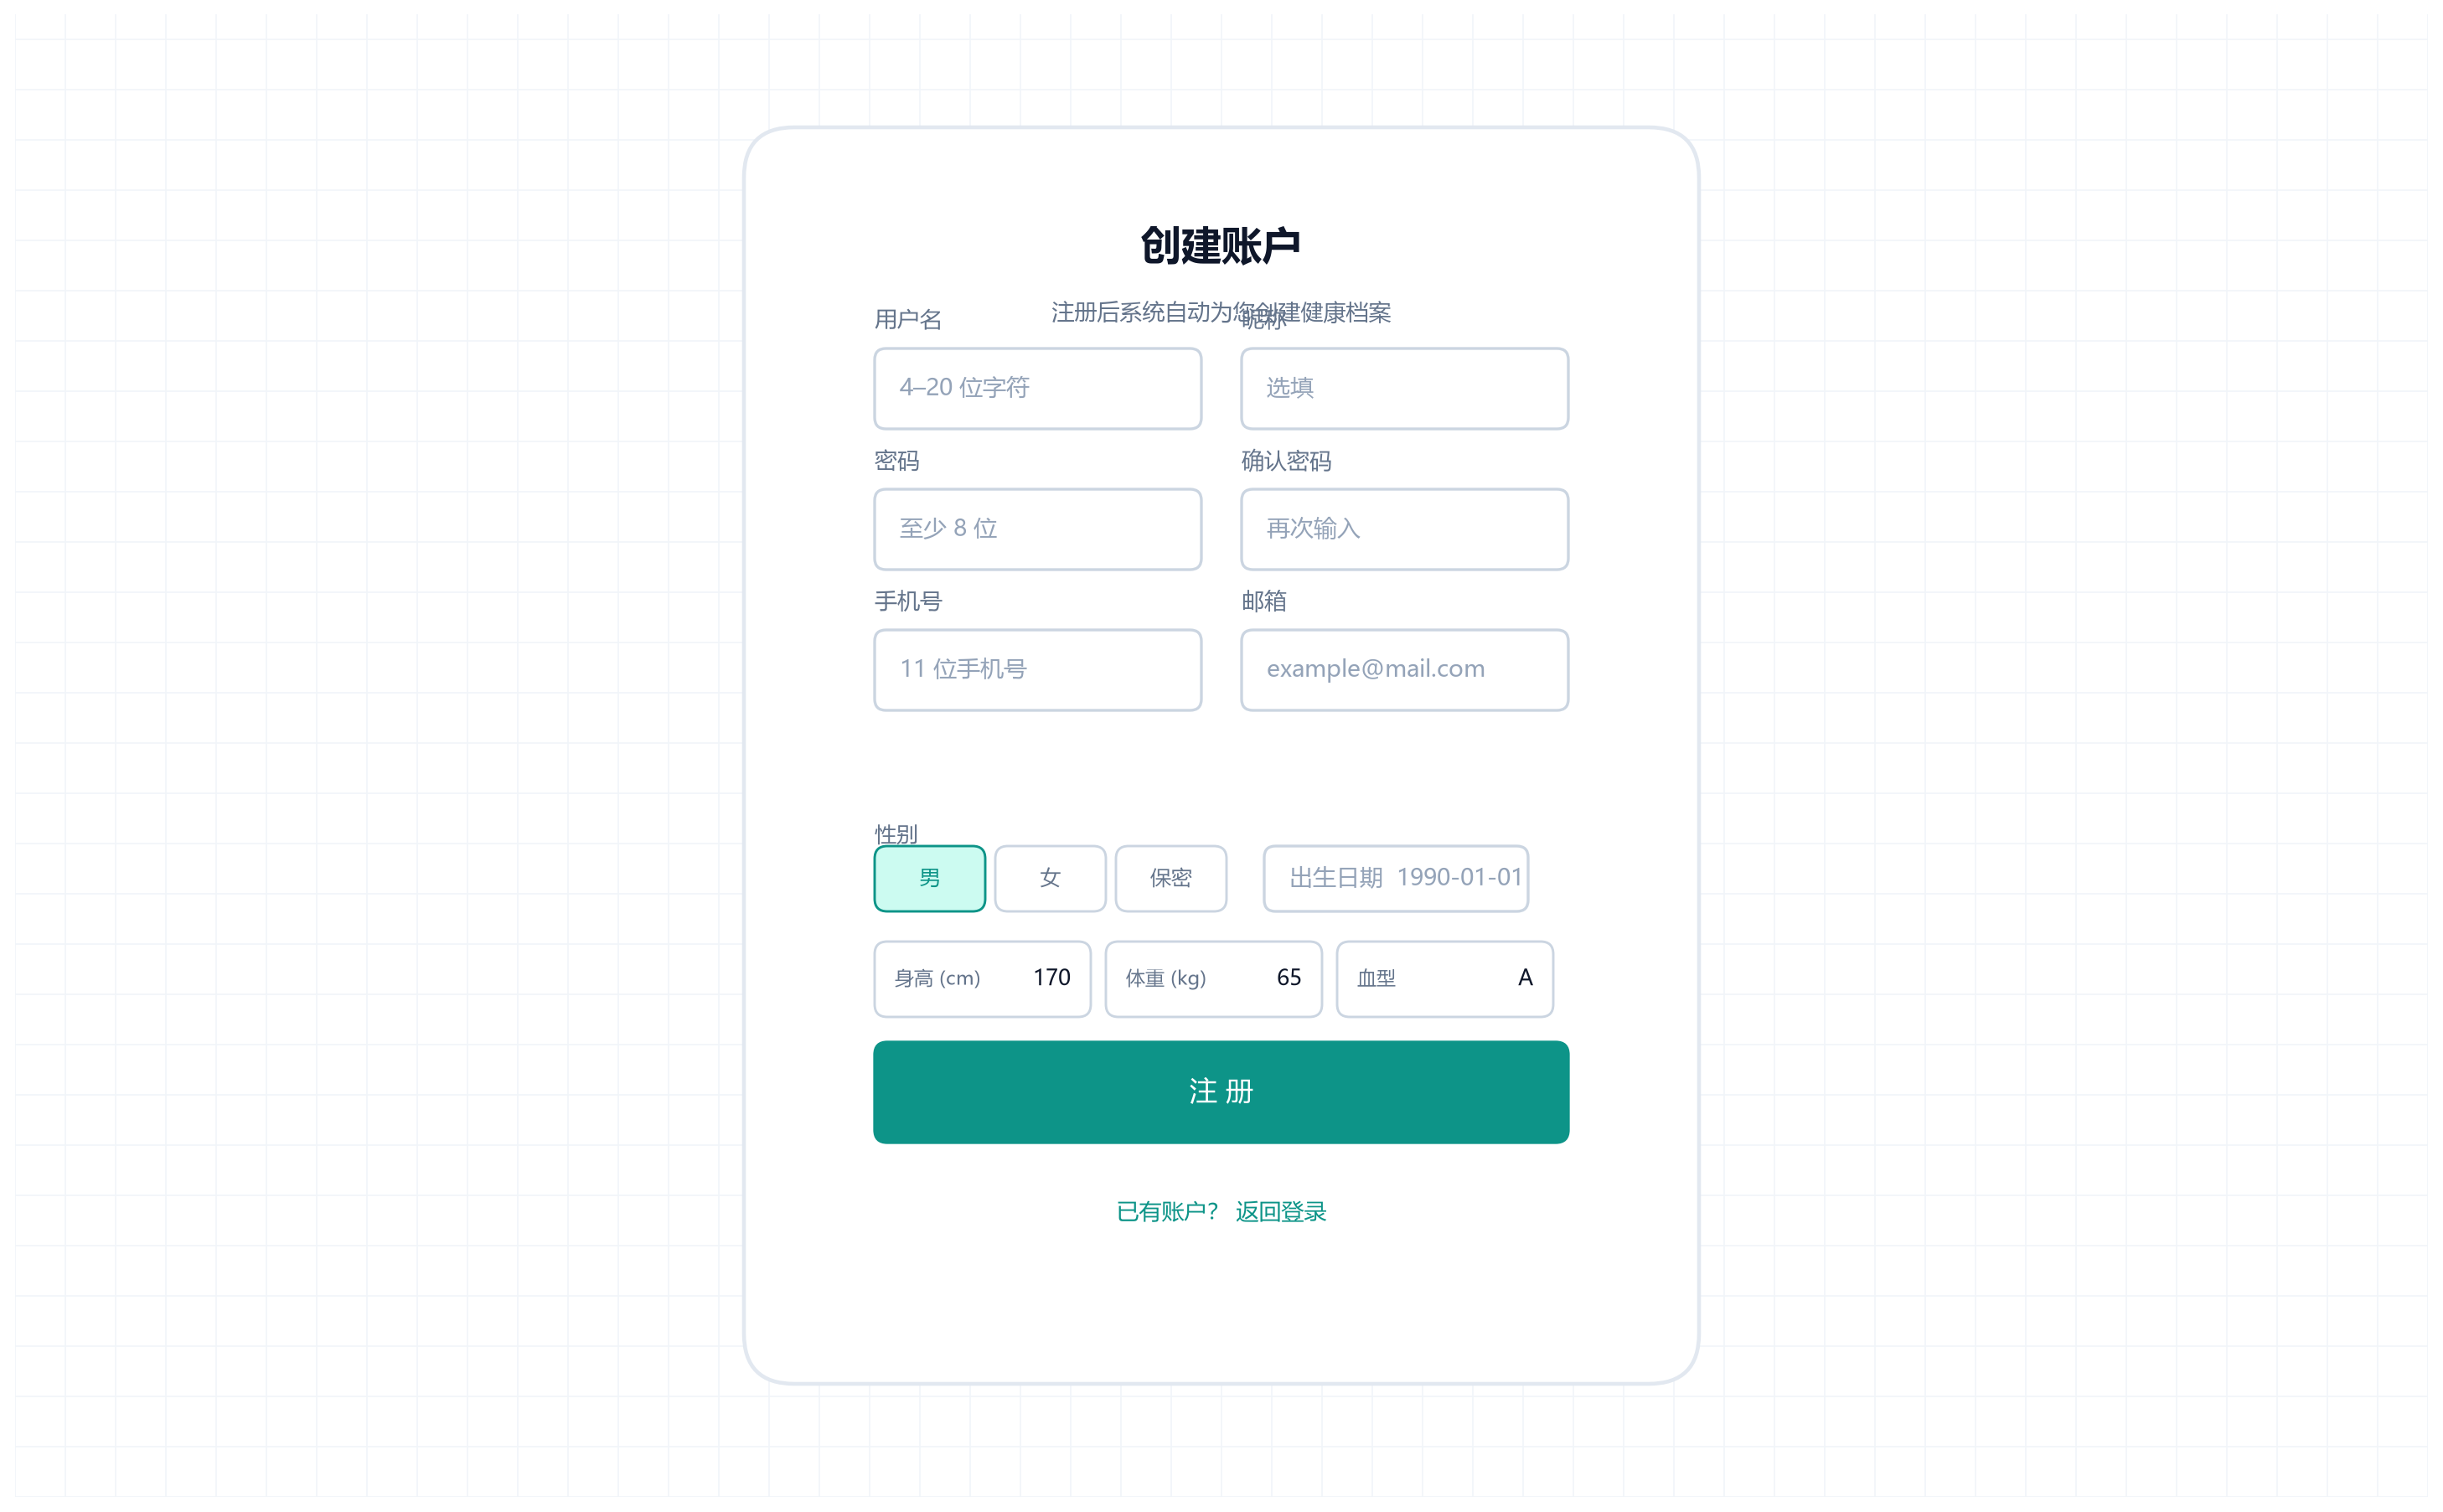 创建账户
注册后系统自动为您创建健康档案
用户名 昵称
4–20 位字符 选填
密码 确认密码
至少 8 位 再次输入
手机号 邮箱
11 位手机号 example@mail.com
性别
男 女 保密 出生日期 1990-01-01
身高 (cm) 170 体重 (kg) 65 血型 A
注 册
已有账户？ 返回登录